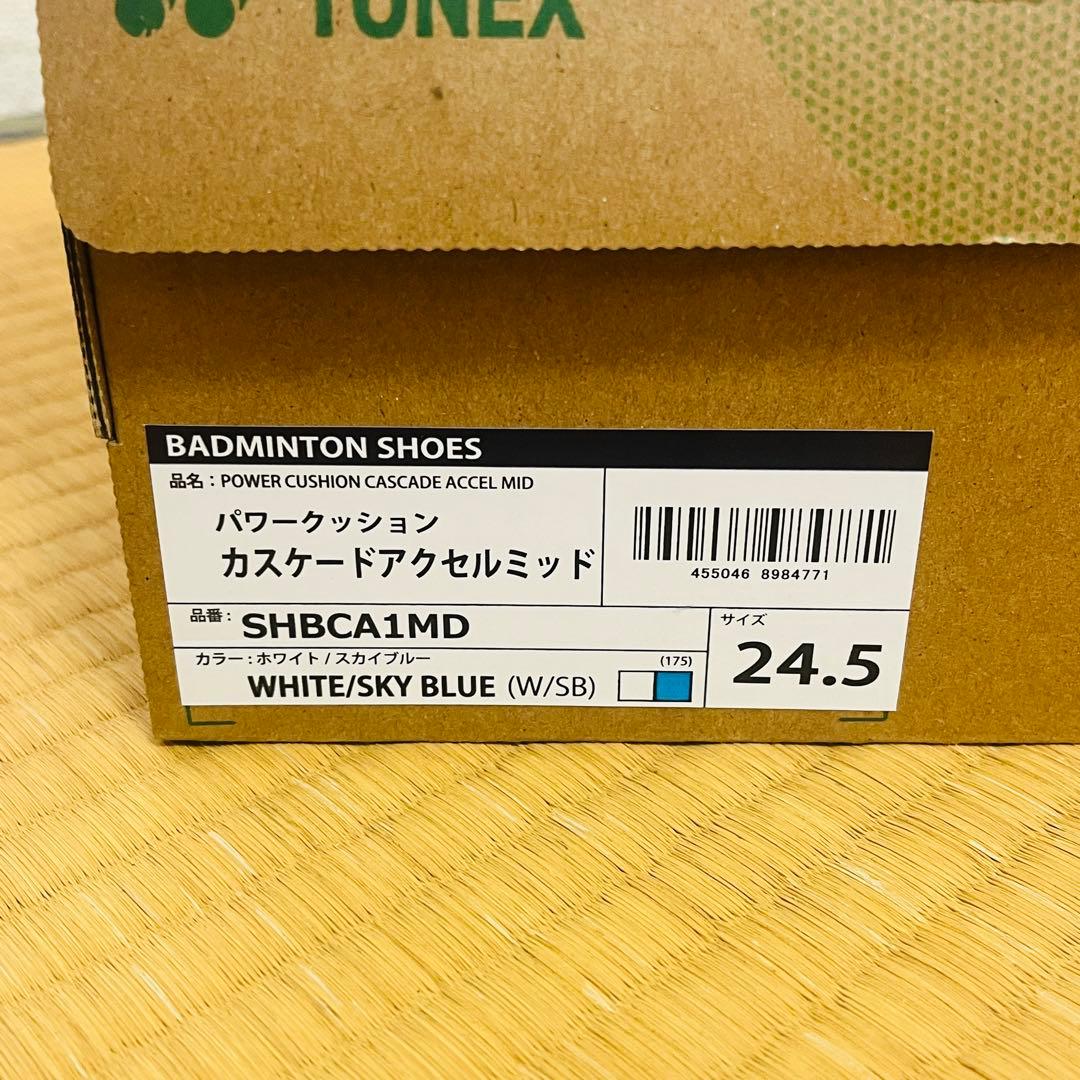 YONEX
BADMINTON SHOES
品名：POWER CUSHION CASCADE ACCEL MID
パワークッション
カスケードアクセルミッド
455046 8984771
品番：SHBCA1MD
サイズ
24.5
カラー：ホワイト / スカイブルー
(175)
WHITE/SKY BLUE (W/SB)